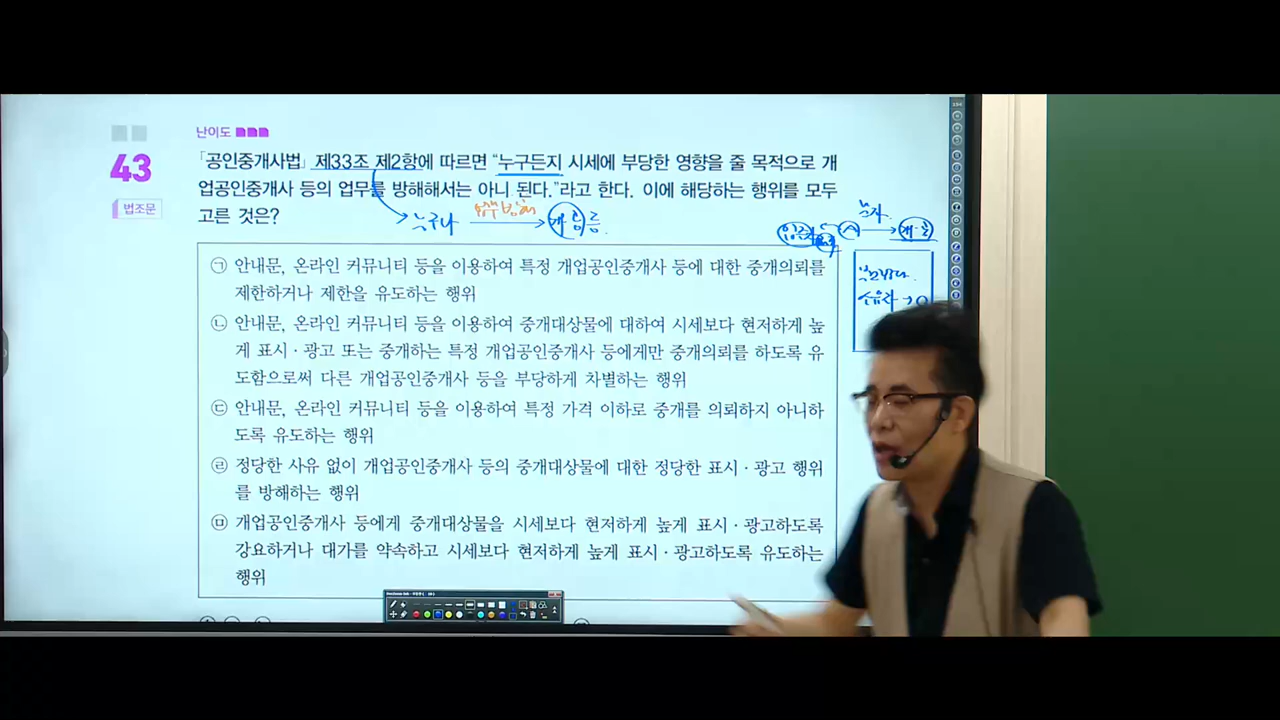 난이도
43
법조문
「공인중개사법」 제33조 제2항에 따르면 "누구든지 시세에 부당한 영향을 줄 목적으로 개
업공인중개사 등의 업무를 방해해서는 아니 된다."라고 한다. 이에 해당하는 행위를 모두
고른 것은?
누구나 업무방해
㉠ 안내문, 온라인 커뮤니티 등을 이용하여 특정 개업공인중개사 등에 대한 중개의뢰를
제한하거나 제한을 유도하는 행위
㉡ 안내문, 온라인 커뮤니티 등을 이용하여 중개대상물에 대하여 시세보다 현저하게 높
게 표시·광고 또는 중개하는 특정 개업공인중개사 등에게만 중개의뢰를 하도록 유
도함으로써 다른 개업공인중개사 등을 부당하게 차별하는 행위
㉢ 안내문, 온라인 커뮤니티 등을 이용하여 특정 가격 이하로 중개를 의뢰하지 아니하
도록 유도하는 행위
㉣ 정당한 사유 없이 개업공인중개사 등의 중개대상물에 대한 정당한 표시·광고 행위
를 방해하는 행위
㉤ 개업공인중개사 등에게 중개대상물을 시세보다 현저하게 높게 표시·광고하도록
강요하거나 대가를 약속하고 시세보다 현저하게 높게 표시·광고하도록 유도하는
행위